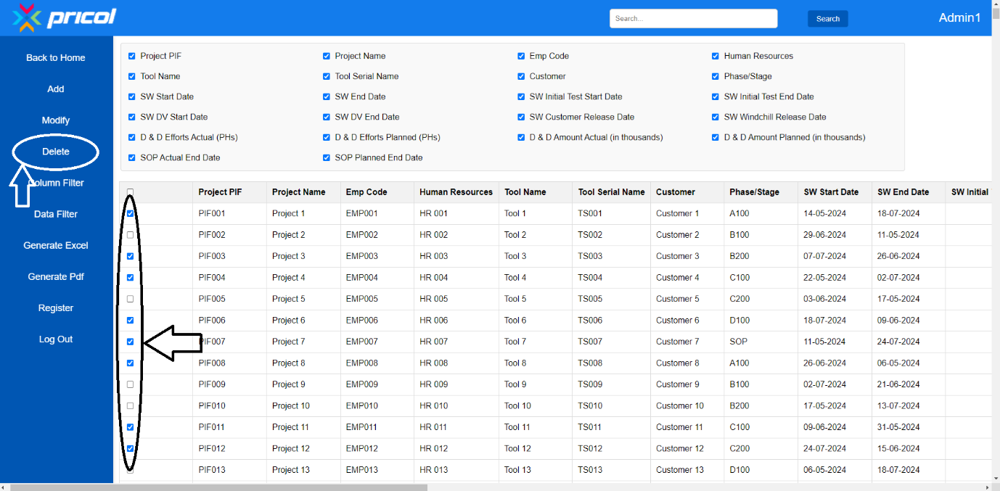 pricol
Search...
Search
Admin1
Back to Home
Add
Modify
Delete
Column Filter
Data Filter
Generate Excel
Generate Pdf
Register
Log Out
Project PIF Project Name Emp Code Human Resources
Tool Name Tool Serial Name Customer Phase/Stage
SW Start Date SW End Date SW Initial Test Start Date SW Initial Test End Date
SW DV Start Date SW DV End Date SW Customer Release Date SW Windchill Release Date
D & D Efforts Actual (PHs) D & D Efforts Planned (PHs) D & D Amount Actual (in thousands) D & D Amount Planned (in thousands)
SOP Actual End Date SOP Planned End Date
Project PIF Project Name Emp Code Human Resources Tool Name Tool Serial Name Customer Phase/Stage SW Start Date SW End Date SW Initial
PIF001 Project 1 EMP001 HR 001 Tool 1 TS001 Customer 1 A100 14-05-2024 18-07-2024
PIF002 Project 2 EMP002 HR 002 Tool 2 TS002 Customer 2 B100 29-06-2024 11-05-2024
PIF003 Project 3 EMP003 HR 003 Tool 3 TS003 Customer 3 B200 07-07-2024 26-06-2024
PIF004 Project 4 EMP004 HR 004 Tool 4 TS004 Customer 4 C100 22-05-2024 02-07-2024
PIF005 Project 5 EMP005 HR 005 Tool 5 TS005 Customer 5 C200 03-06-2024 17-05-2024
PIF006 Project 6 EMP006 HR 006 Tool 6 TS006 Customer 6 D100 18-07-2024 09-06-2024
PIF007 Project 7 EMP007 HR 007 Tool 7 TS007 Customer 7 SOP 11-05-2024 24-07-2024
PIF008 Project 8 EMP008 HR 008 Tool 8 TS008 Customer 8 A100 26-06-2024 06-05-2024
PIF009 Project 9 EMP009 HR 009 Tool 9 TS009 Customer 9 B100 02-07-2024 21-06-2024
PIF010 Project 10 EMP010 HR 010 Tool 10 TS010 Customer 10 B200 17-05-2024 13-07-2024
PIF011 Project 11 EMP011 HR 011 Tool 11 TS011 Customer 11 C100 09-06-2024 31-05-2024
PIF012 Project 12 EMP012 HR 012 Tool 12 TS012 Customer 12 C200 24-07-2024 15-06-2024
PIF013 Project 13 EMP013 HR 013 Tool 13 TS013 Customer 13 D100 06-05-2024 18-07-2024